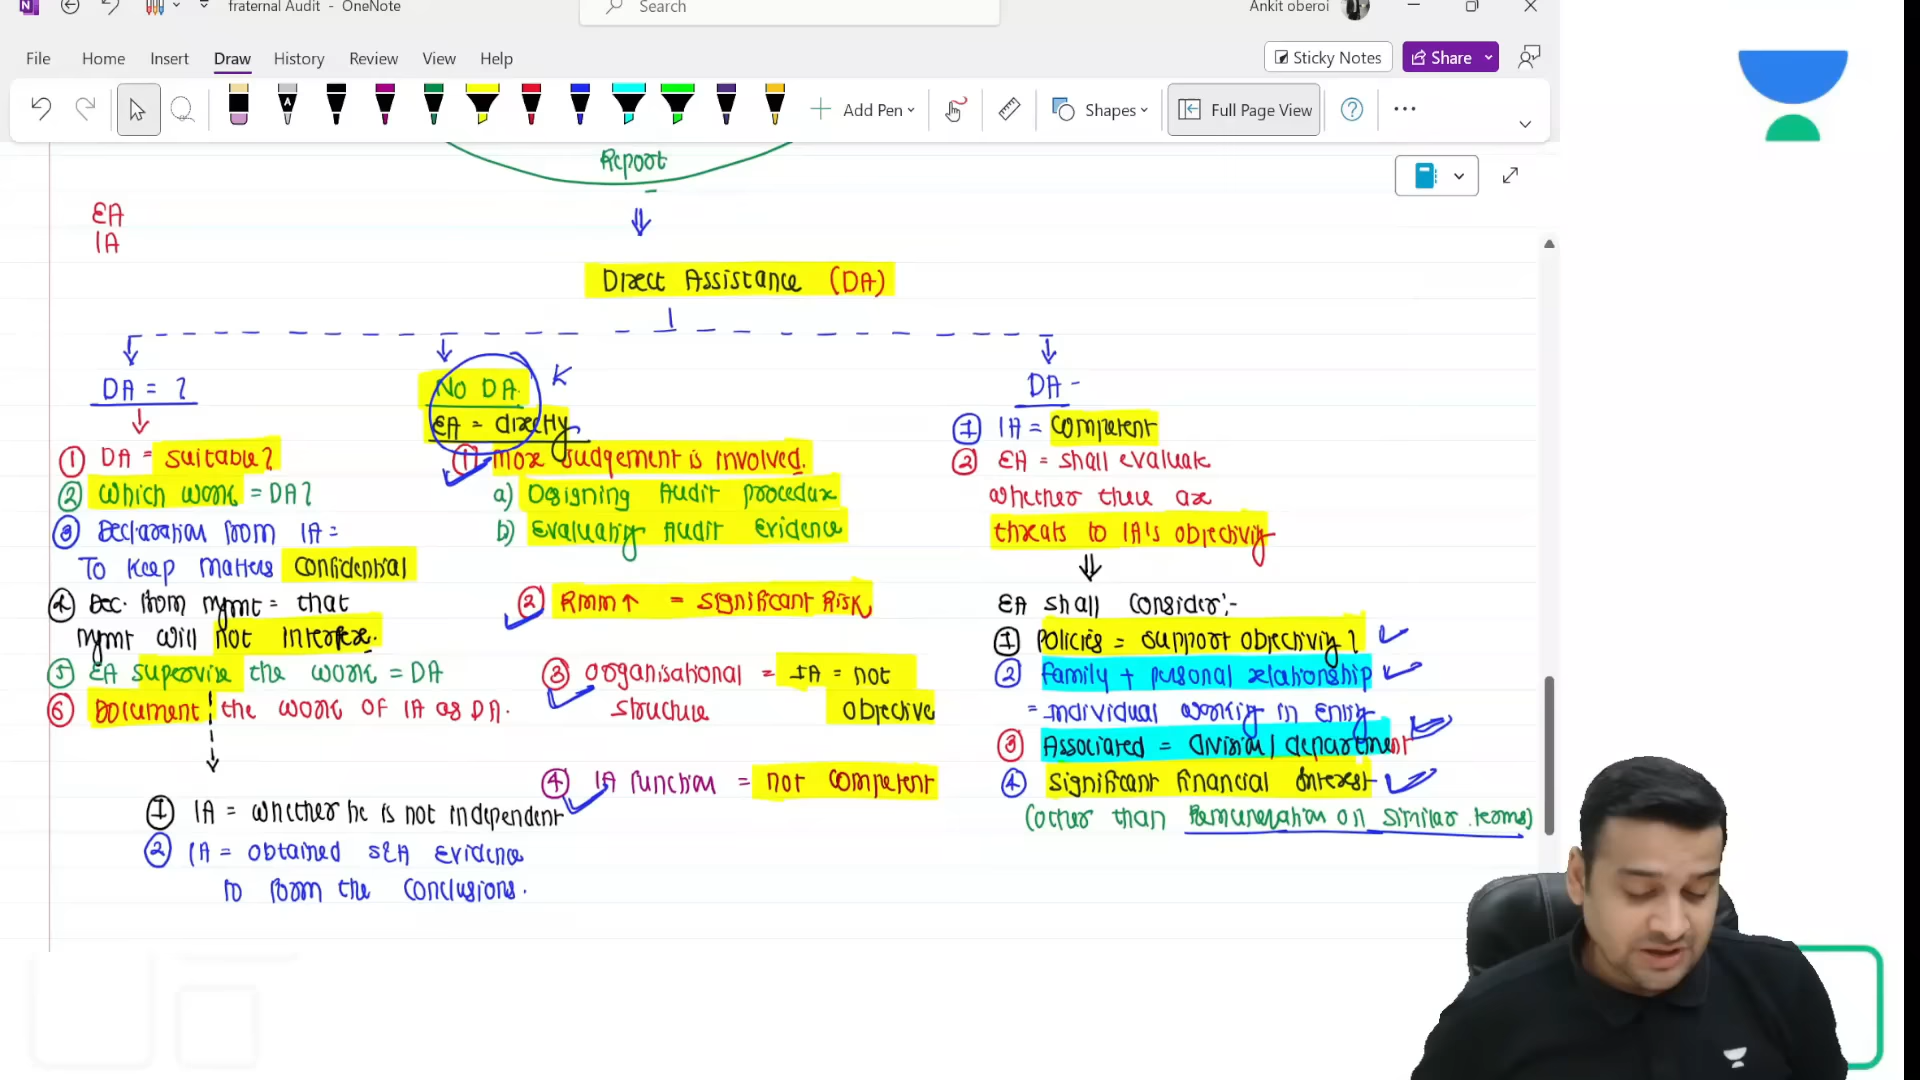 fraternal Audit - OneNote
Search
Ankit oberoi
File Home Insert Draw History Review View Help
Sticky Notes
Share
Add Pen
Shapes
Full Page View
Report
EA
IA
Direct Assistance (DA)
DA = ?
① DA = suitable?
② Which work = DA?
③ Declaration from IA =
To keep matters confidential
④ Dec. from mgmt = that
mgmt will not interfere.
⑤ EA supervise the work = DA
⑥ Document the work of IA as DA.
① IA = whether he is not independent
② IA = obtained S&A Evidence
to form the conclusions.
No DA.
EA = directly
① more Judgement is involved.
a) Designing Audit procedure
b) Evaluating Audit Evidence
② Rmm↑ = significant Risk
③ organisational = IA = not
structure objective
④ IA function = not competent
DA -
① IA = competent
② EA = shall evaluate
whether there are
threats to IA's objectivity
⇓
EA shall consider:-
① Policies = support objectivity?
② family + personal relationship
= individual working in Entity
③ Associated = division/department
④ significant financial interest
(other than Remuneration on similar terms)